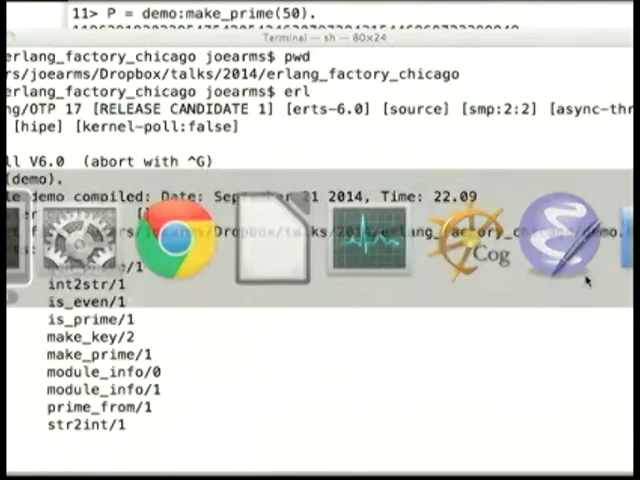 11> P = demo:make_prime(50).
Terminal — sh — 80×24
erlang_factory_chicago joearms$ pwd
rs/joearms/Dropbox/talks/2014/erlang_factory_chicago
erlang_factory_chicago joearms$ erl
ng/OTP 17 [RELEASE CANDIDATE 1] [erts-6.0] [source] [smp:2:2] [async-thr
[hipe] [kernel-poll:false]
ll V6.0 (abort with ^G)
(demo).
le demo compiled: Date: September 21 2014, Time: 22.09
Cog
int2str/1
is_even/1
is_prime/1
make_key/2
make_prime/1
module_info/0
module_info/1
prime_from/1
str2int/1